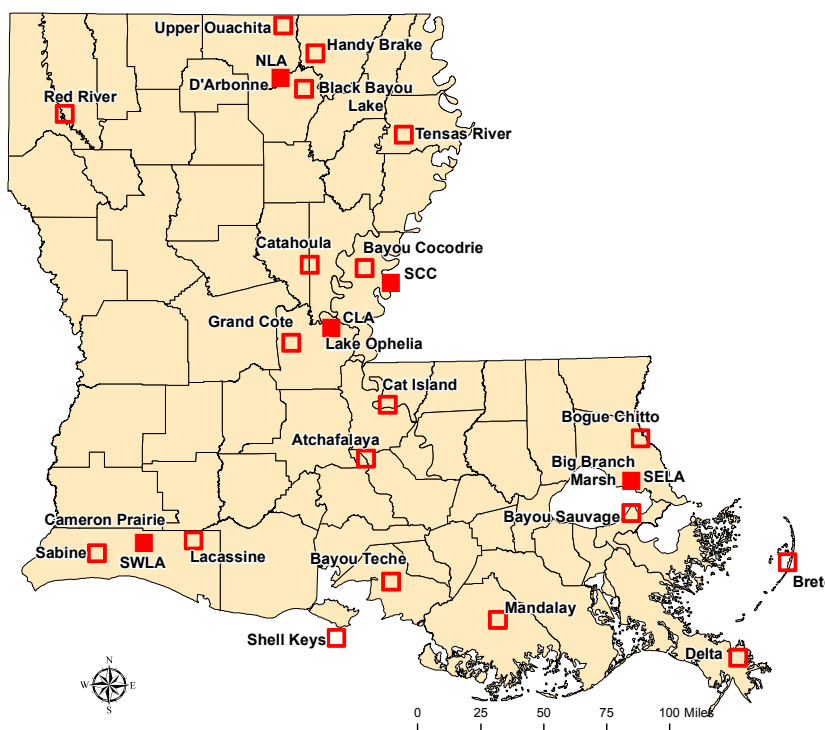 Upper Ouachita
Handy Brake
NLA
D'Arbonne
Black Bayou
Lake
Red River
Tensas River
Catahoula
Bayou Cocodrie
SCC
Grand Cote
CLA
Lake Ophelia
Cat Island
Bogue Chitto
Atchafalaya
Big Branch
Marsh
SELA
Bayou Sauvage
Cameron Prairie
Sabine
SWLA
Lacassine
Bayou Teche
Bret
Mandalay
Shell Keys
Delta
N
W
E
S
0 25 50 75 100 Miles